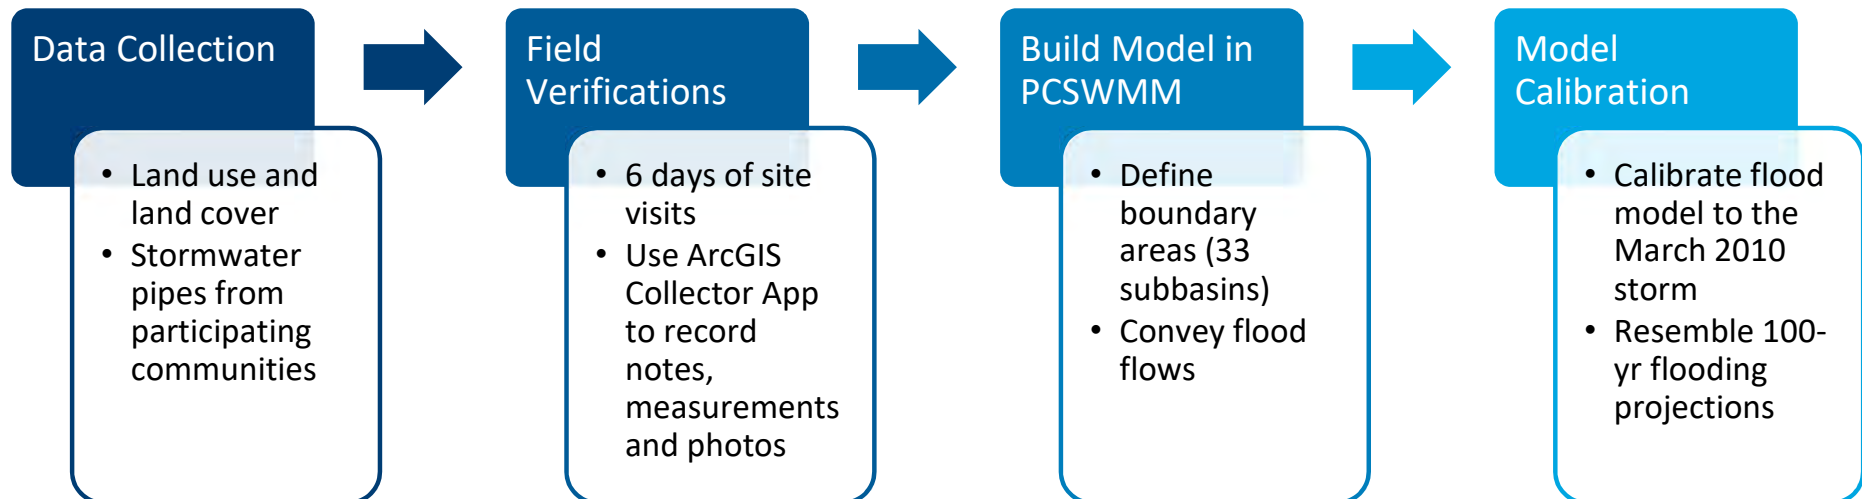 Data Collection
• Land use and
land cover
• Stormwater
pipes from
participating
communities
Field
Verifications
• 6 days of site
visits
• Use ArcGIS
Collector App
to record
notes,
measurements
and photos
Build Model in
PCSWMM
• Define
boundary
areas (33
subbasins)
• Convey flood
flows
Model
Calibration
• Calibrate flood
model to the
March 2010
storm
• Resemble 100-
yr flooding
projections